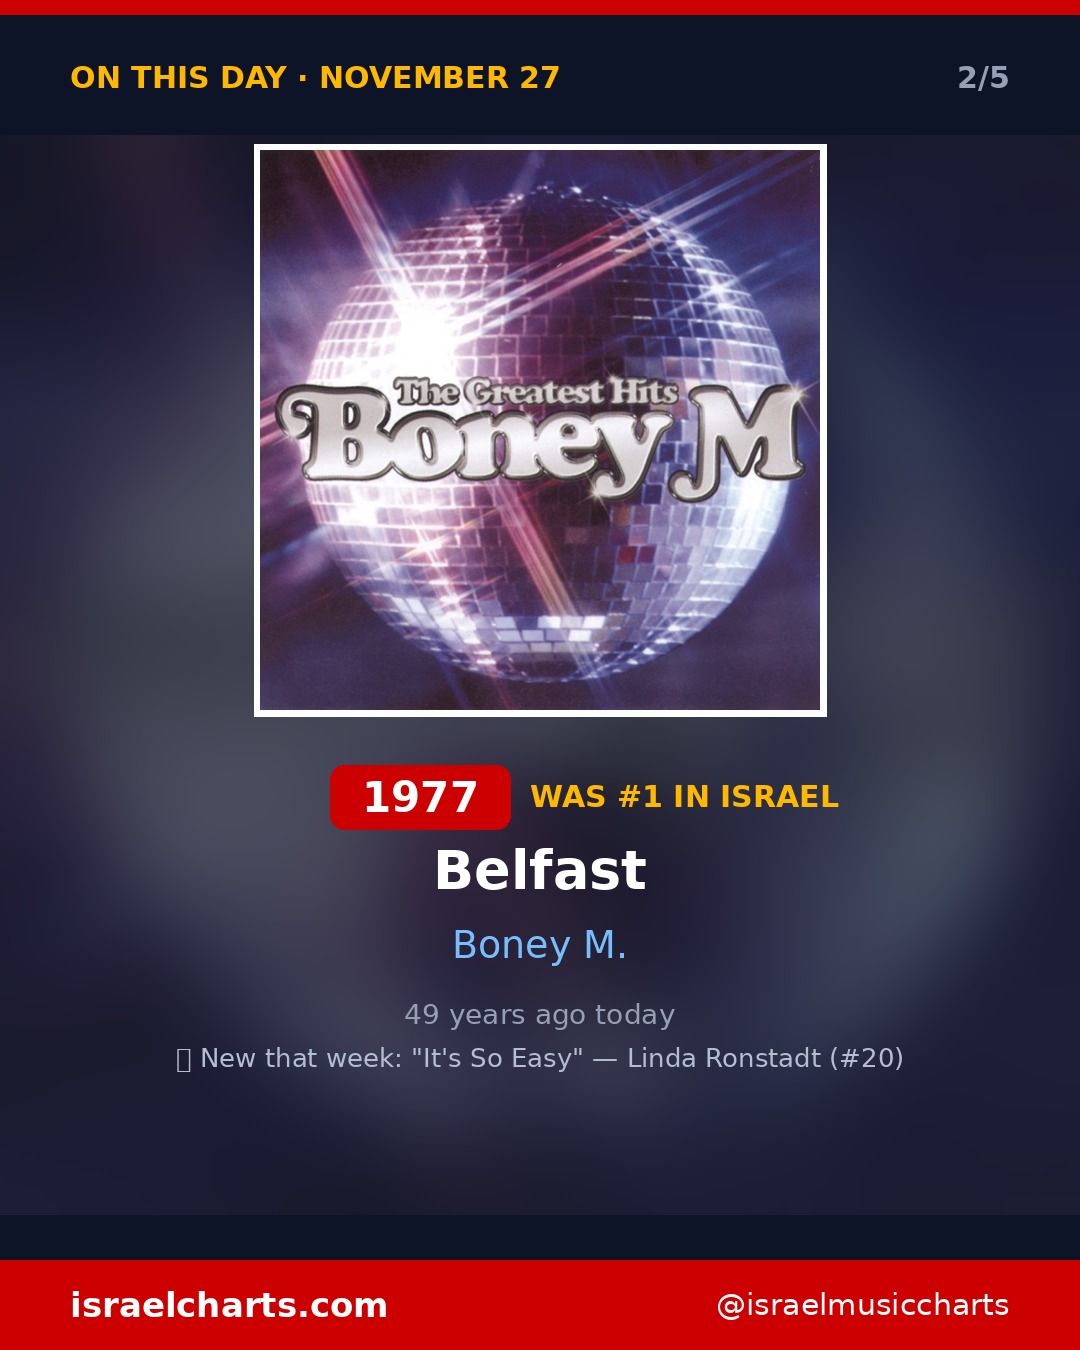 ON THIS DAY · NOVEMBER 27
2/5
The Greatest Hits
Boney M
1977 WAS #1 IN ISRAEL
Belfast
Boney M.
49 years ago today
New that week: "It's So Easy" — Linda Ronstadt (#20)
israelcharts.com
@israelmusiccharts